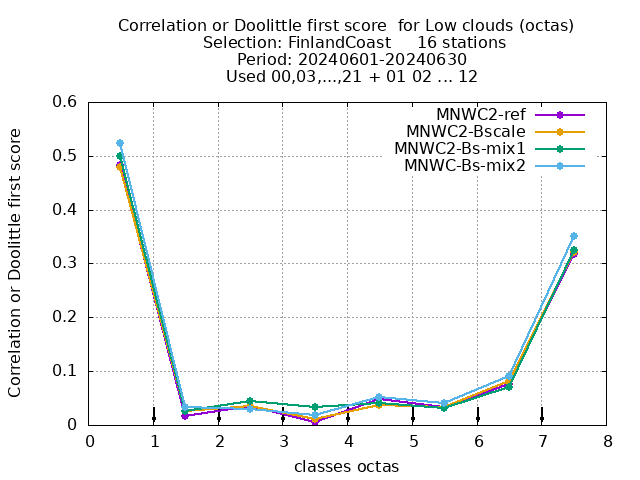 Correlation or Doolittle first score  for Low clouds (octas)
Selection: FinlandCoast     16 stations
Period: 20240601-20240630
Used 00,03,...,21 + 01 02 ... 12
Correlation or Doolittle first score
0.6
0.5
0.4
0.3
0.2
0.1
0
MNWC2-ref
MNWC2-Bscale
MNWC2-Bs-mix1
MNWC-Bs-mix2
0 1 2 3 4 5 6 7 8
classes octas